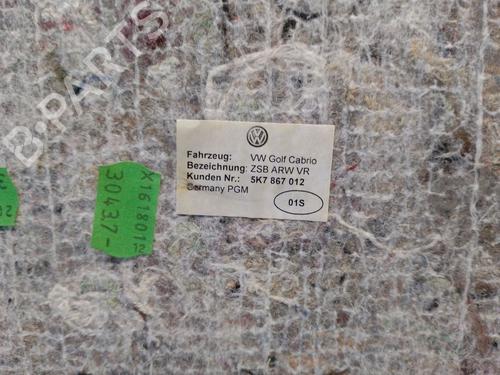 B-PARTS
Fahrzeug: VW Golf Cabrio
Bezeichnung: ZSB ARW VR
Kunden Nr.: 5K7 867 012
Germany PGM
01S
X161801
30437-